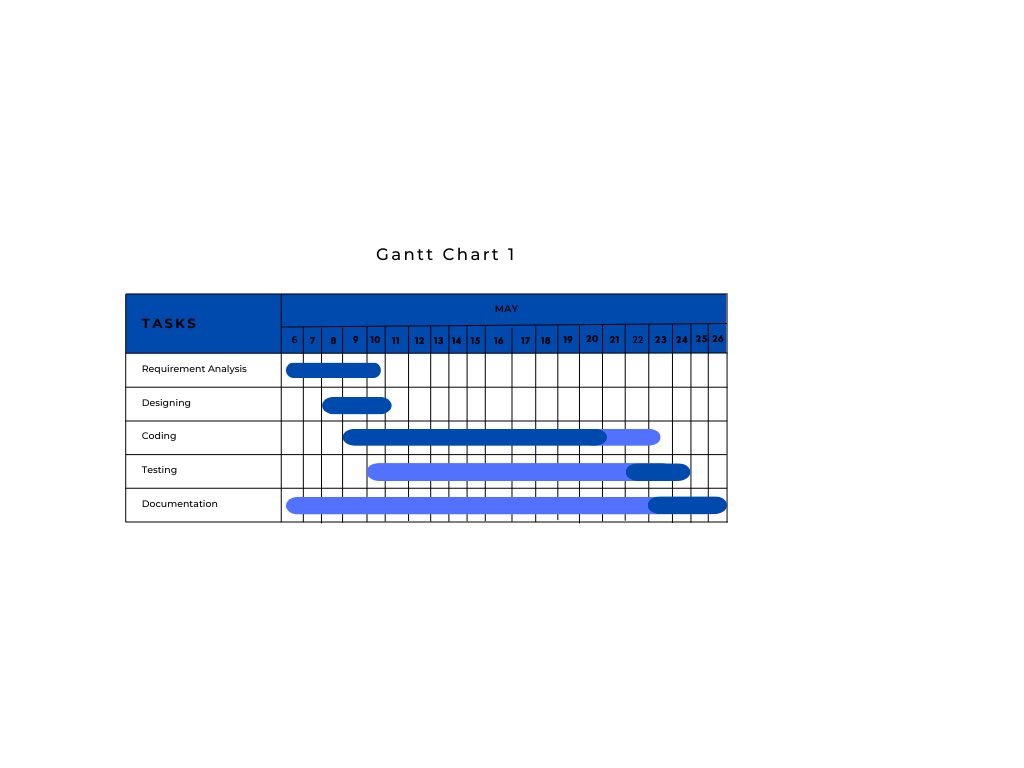 Gantt Chart 1
TASKS
MAY
6 7 8 9 10 11 12 13 14 15 16 17 18 19 20 21 22 23 24 25 26
Requirement Analysis
Designing
Coding
Testing
Documentation